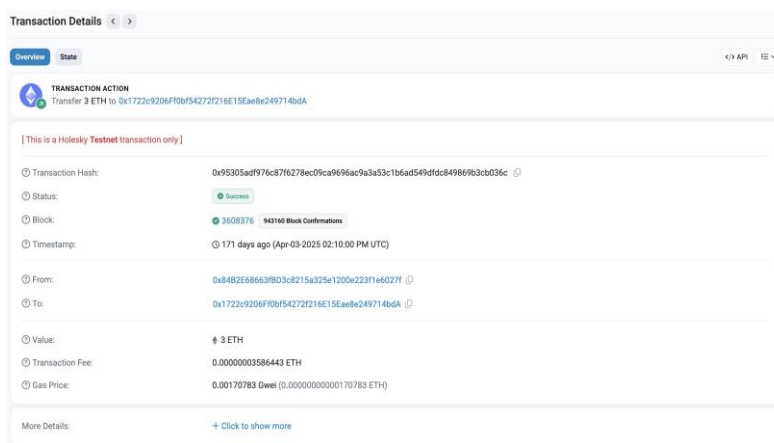 Transaction Details < >
Overview State </> API
TRANSACTION ACTION
Transfer 3 ETH to 0x1722c9206Ff0bf54272f216E15Eae8e249714bdA
[ This is a Holesky Testnet transaction only ]
Transaction Hash: 0x95305adf976c87f6278ec09ca9696ac9a3a53c1b6ad549dfdc849869b3cb036c
Status: Success
Block: 3608376 943160 Block Confirmations
Timestamp: 171 days ago (Apr-03-2025 02:10:00 PM UTC)
From: 0x84B2E68663fBD3c8215a325e1200e223f1e6027f
To: 0x1722c9206Ff0bf54272f216E15Eae8e249714bdA
Value: 3 ETH
Transaction Fee: 0.00000003586443 ETH
Gas Price: 0.00170783 Gwei (0.00000000000170783 ETH)
More Details: + Click to show more